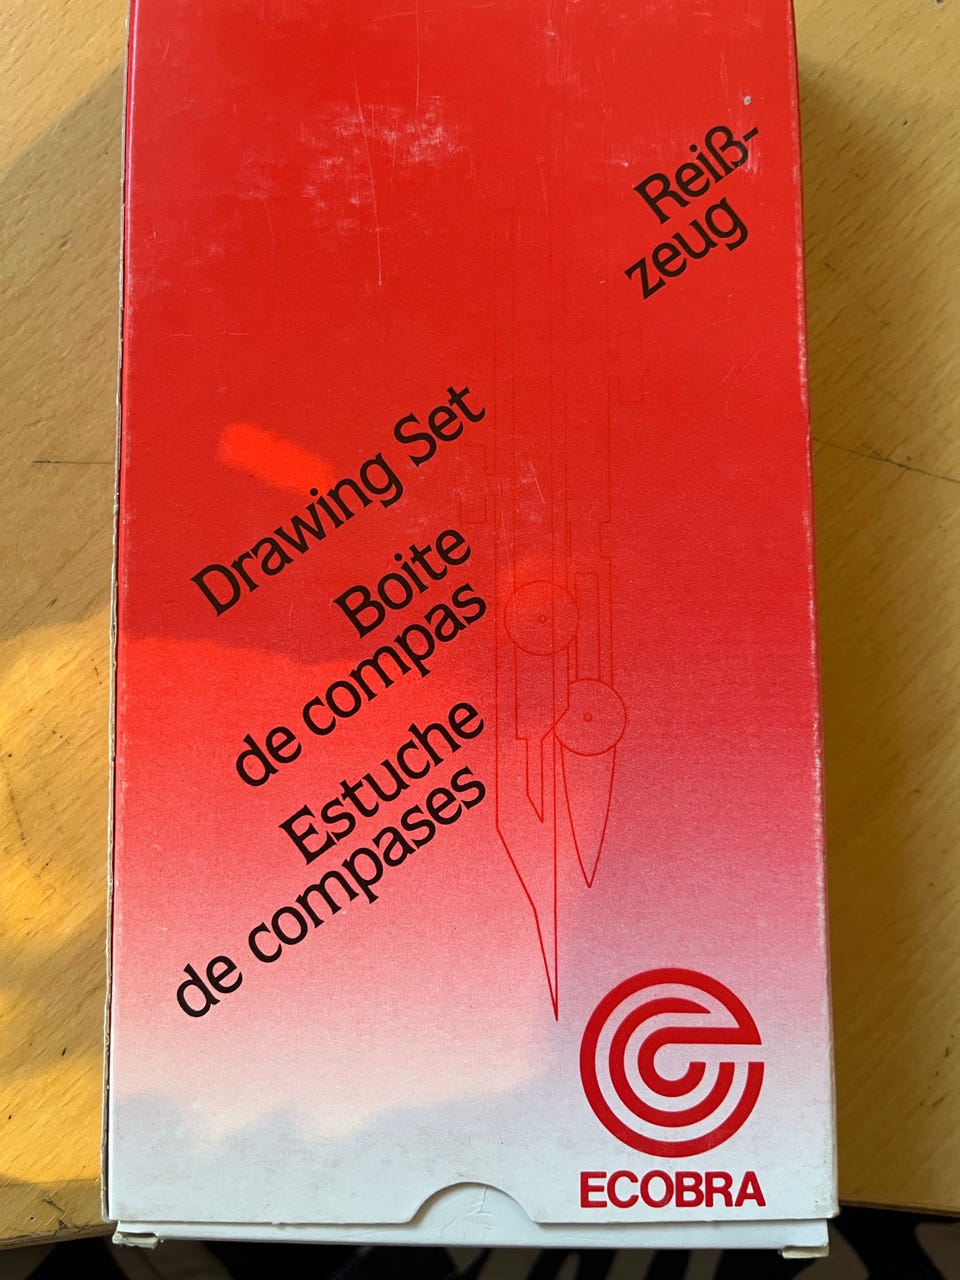 Reiß-
zeug
Drawing Set
Boite
de compas
Estuche
de compases
ECOBRA